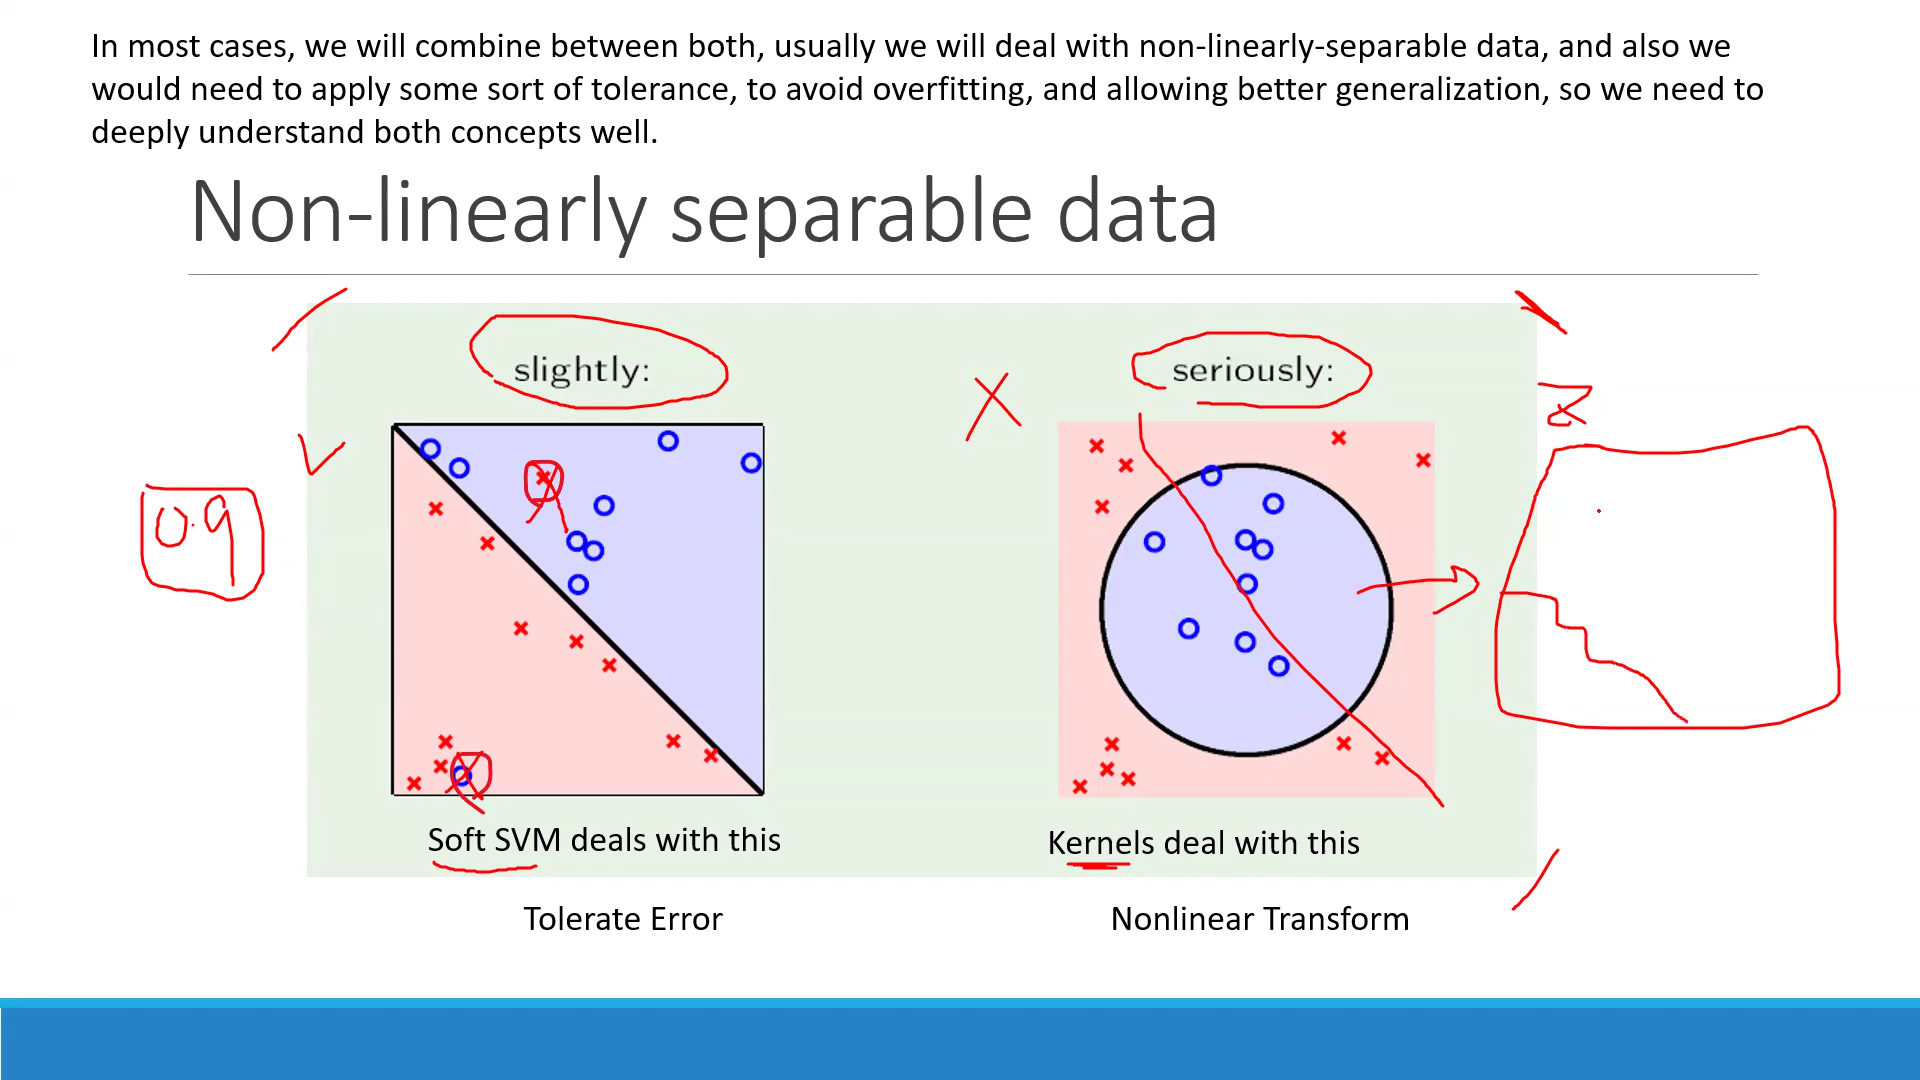 In most cases, we will combine between both, usually we will deal with non-linearly-separable data, and also we
would need to apply some sort of tolerance, to avoid overfitting, and allowing better generalization, so we need to
deeply understand both concepts well.
Non-linearly separable data
slightly:
seriously:
X
Z
0.9
Soft SVM deals with this
Kernels deal with this
Tolerate Error
Nonlinear Transform